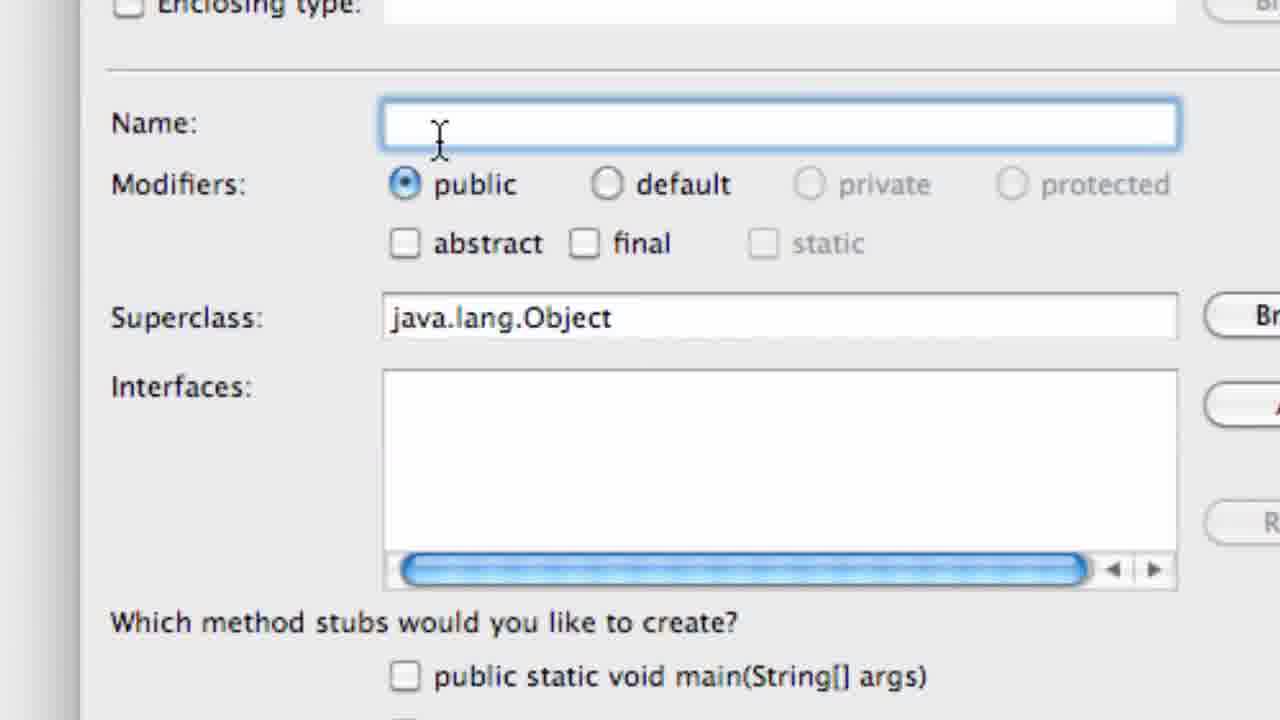 Enclosing type:
Name:
Modifiers: public default private protected
abstract final static
Superclass: java.lang.Object Br
Interfaces:
R
Which method stubs would you like to create?
public static void main(String[] args)